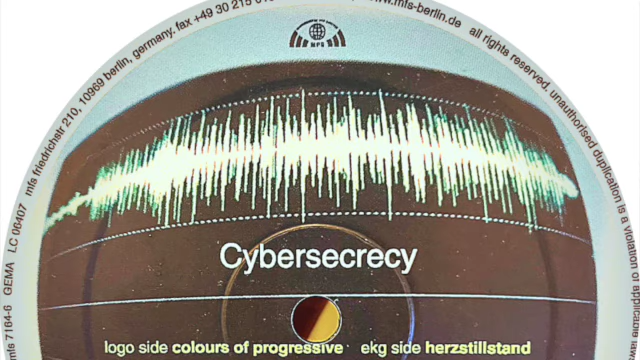 mfs 7164-6 GEMA LC 06407 mfs friedrichstr 210, 10969 berlin, germany. fax +49 30 215
www.mfs-berlin.de all rights reserved. unauthorised duplication is a violation of applicable
MFS
Cybersecrecy
logo side colours of progressive ekg side herzstillstand